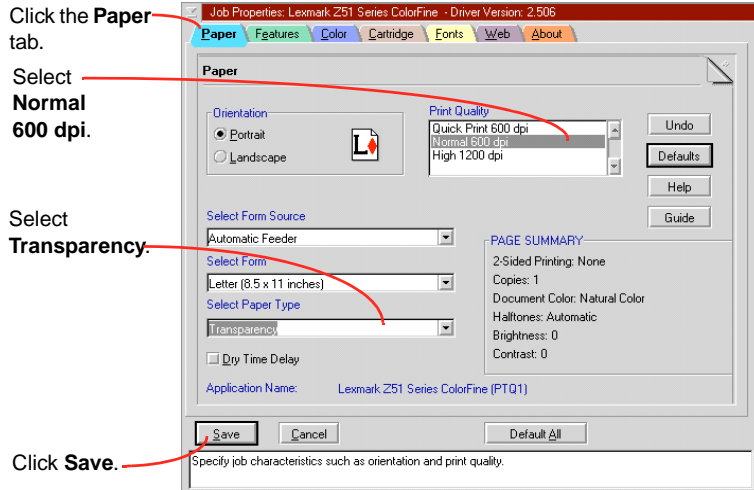 Click the Paper
tab.
Select
Normal
600 dpi.
Select
Transparency.
Click Save.
Job Properties: Lexmark Z51 Series ColorFine - Driver Version: 2.506
Paper Features Color Cartridge Fonts Web About
Paper
Orientation
Portrait
Landscape
L
Print Quality
Quick Print 600 dpi
Normal 600 dpi
High 1200 dpi
Undo
Defaults
Help
Guide
Select Form Source
Automatic Feeder
Select Form
Letter (8.5 x 11 inches)
Select Paper Type
Transparency
Dry Time Delay
PAGE SUMMARY
2-Sided Printing: None
Copies: 1
Document Color: Natural Color
Halftones: Automatic
Brightness: 0
Contrast: 0
Application Name: Lexmark Z51 Series ColorFine (PTQ1)
Save Cancel Default All
Specify job characteristics such as orientation and print quality.